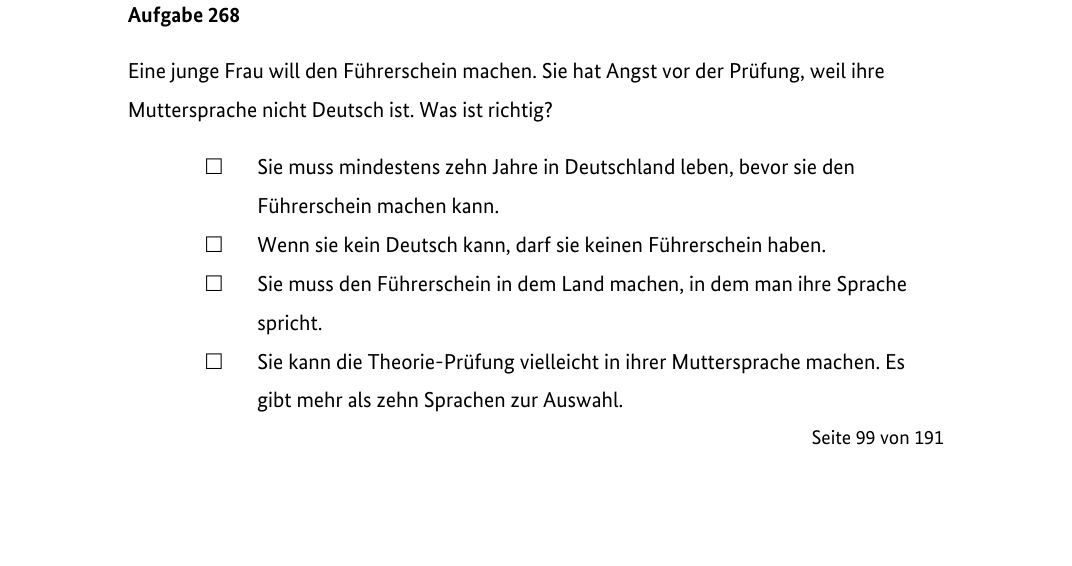 Aufgabe 268
Eine junge Frau will den Führerschein machen. Sie hat Angst vor der Prüfung, weil ihre
Muttersprache nicht Deutsch ist. Was ist richtig?
☐ Sie muss mindestens zehn Jahre in Deutschland leben, bevor sie den
Führerschein machen kann.
☐ Wenn sie kein Deutsch kann, darf sie keinen Führerschein haben.
☐ Sie muss den Führerschein in dem Land machen, in dem man ihre Sprache
spricht.
☐ Sie kann die Theorie-Prüfung vielleicht in ihrer Muttersprache machen. Es
gibt mehr als zehn Sprachen zur Auswahl.
Seite 99 von 191